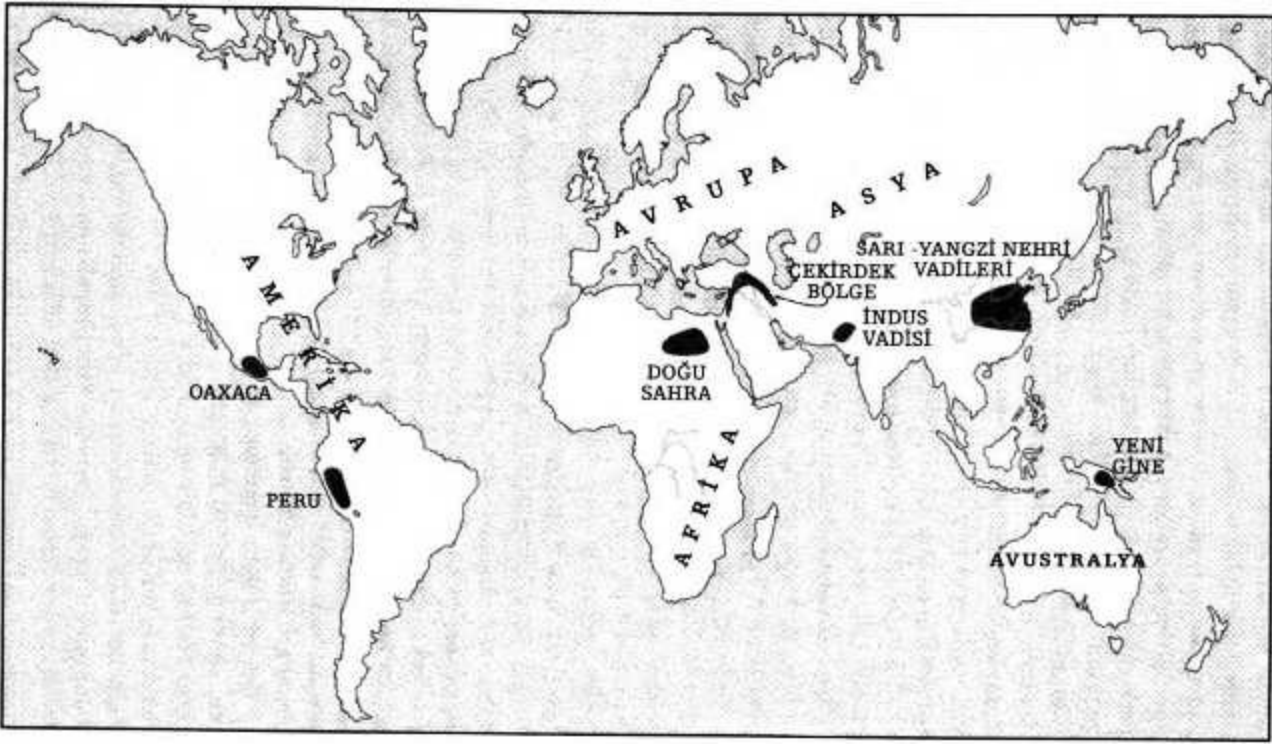 AVRUPA
ASYA
AMERİKA
SARI -YANGZİ NEHRİ
VADİLERİ
ÇEKİRDEK
BÖLGE
İNDUS
VADİSİ
DOĞU
SAHRA
OAXACA
PERU
AFRİKA
YENİ
GİNE
AVUSTRALYA